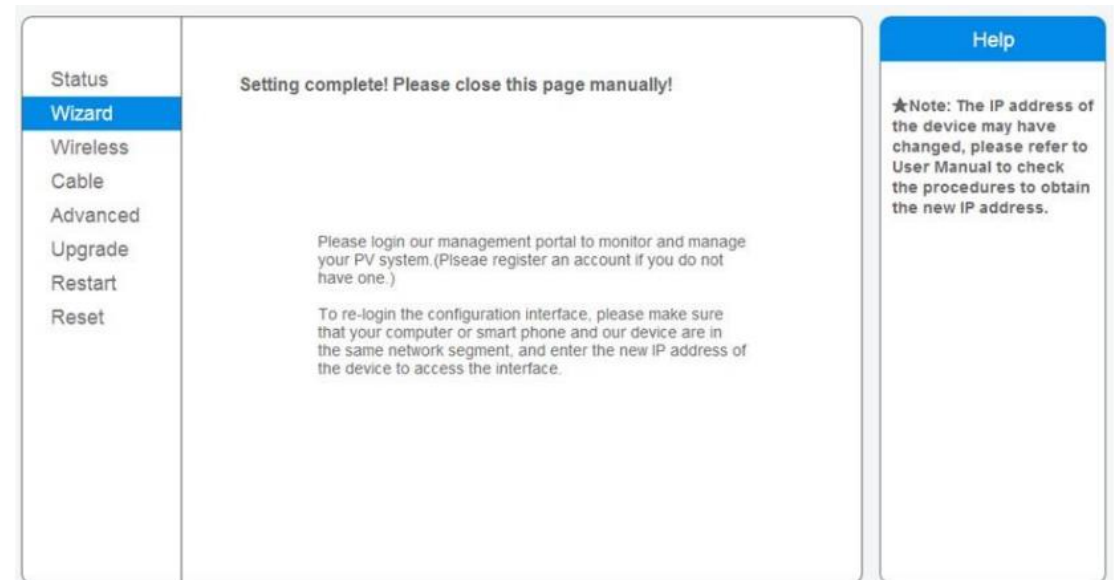 Status
Wizard
Wireless
Cable
Advanced
Upgrade
Restart
Reset
Setting complete! Please close this page manually!
Please login our management portal to monitor and manage
your PV system.(Plseae register an account if you do not
have one.)
To re-login the configuration interface, please make sure
that your computer or smart phone and our device are in
the same network segment, and enter the new IP address of
the device to access the interface.
Help
★Note: The IP address of
the device may have
changed, please refer to
User Manual to check
the procedures to obtain
the new IP address.